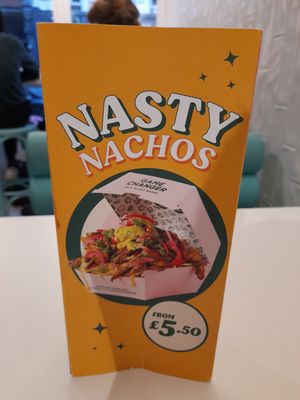 NASTY
NACHOS
GAME
CHANGER
FROM
£5.50